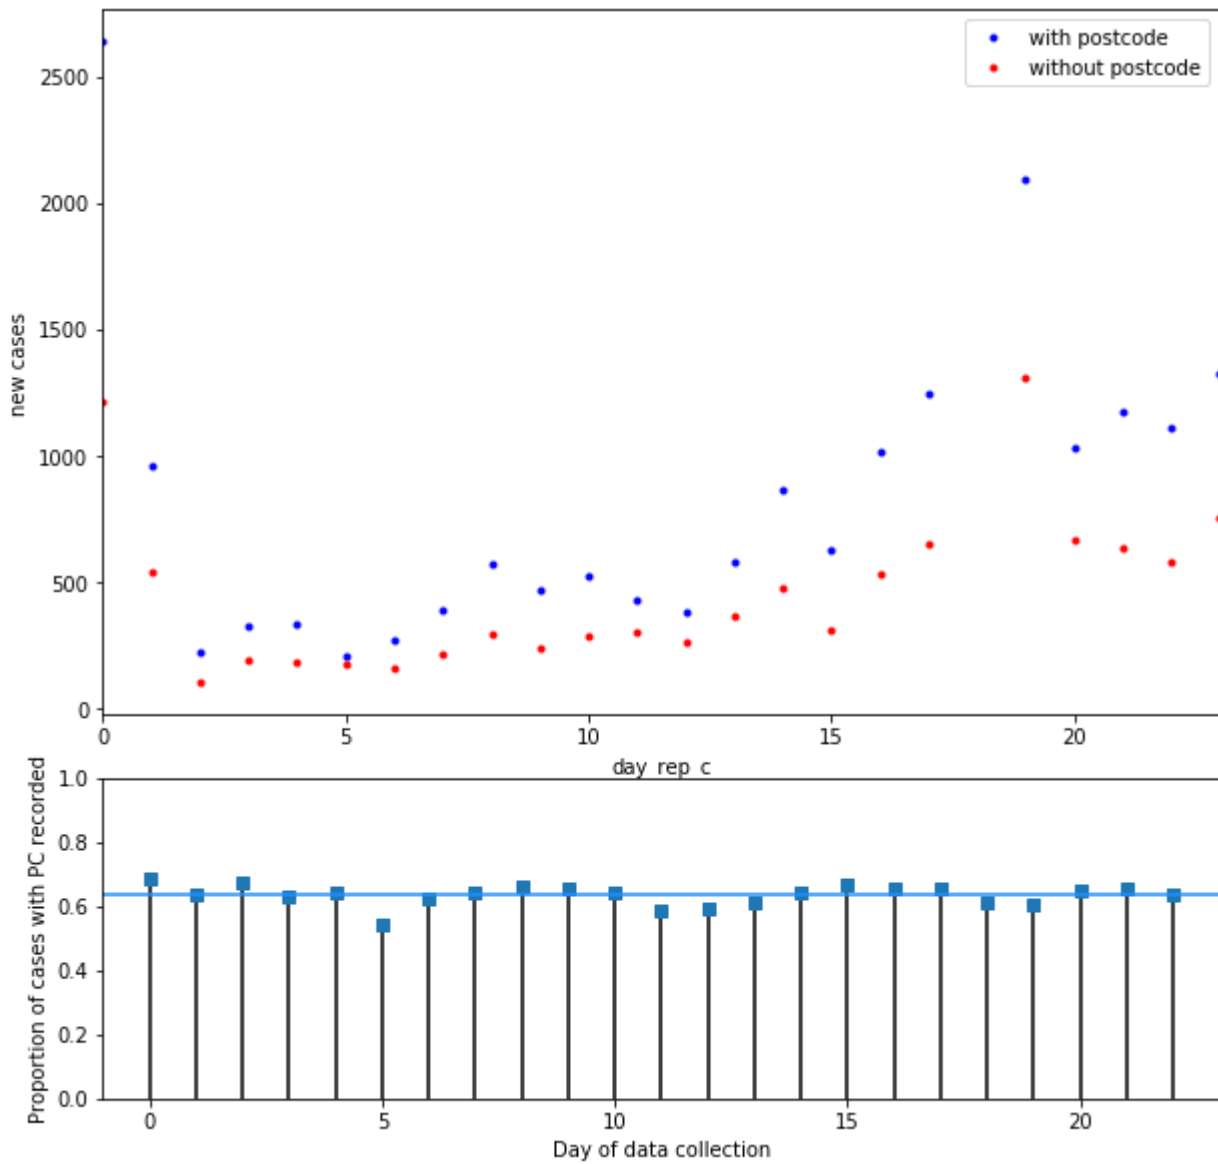 with postcode
without postcode
2500
2000
1500
1000
500
0
new cases
0 5 10 15 20
day_rep_c
1.0
0.8
0.6
0.4
0.2
0.0
Proportion of cases with PC recorded
0 5 10 15 20
Day of data collection